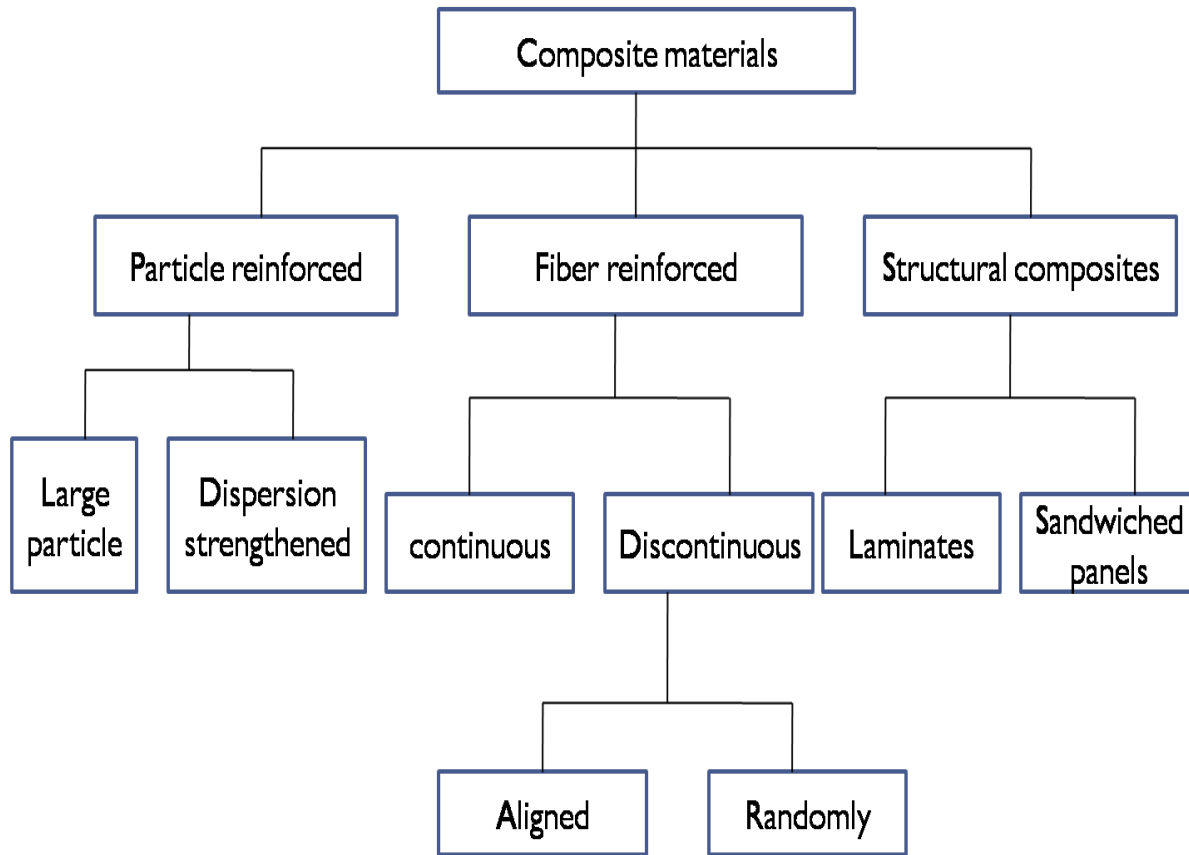 Composite materials
Particle reinforced
Fiber reinforced
Structural composites
Large
particle
Dispersion
strengthened
continuous
Discontinuous
Laminates
Sandwiched
panels
Aligned
Randomly